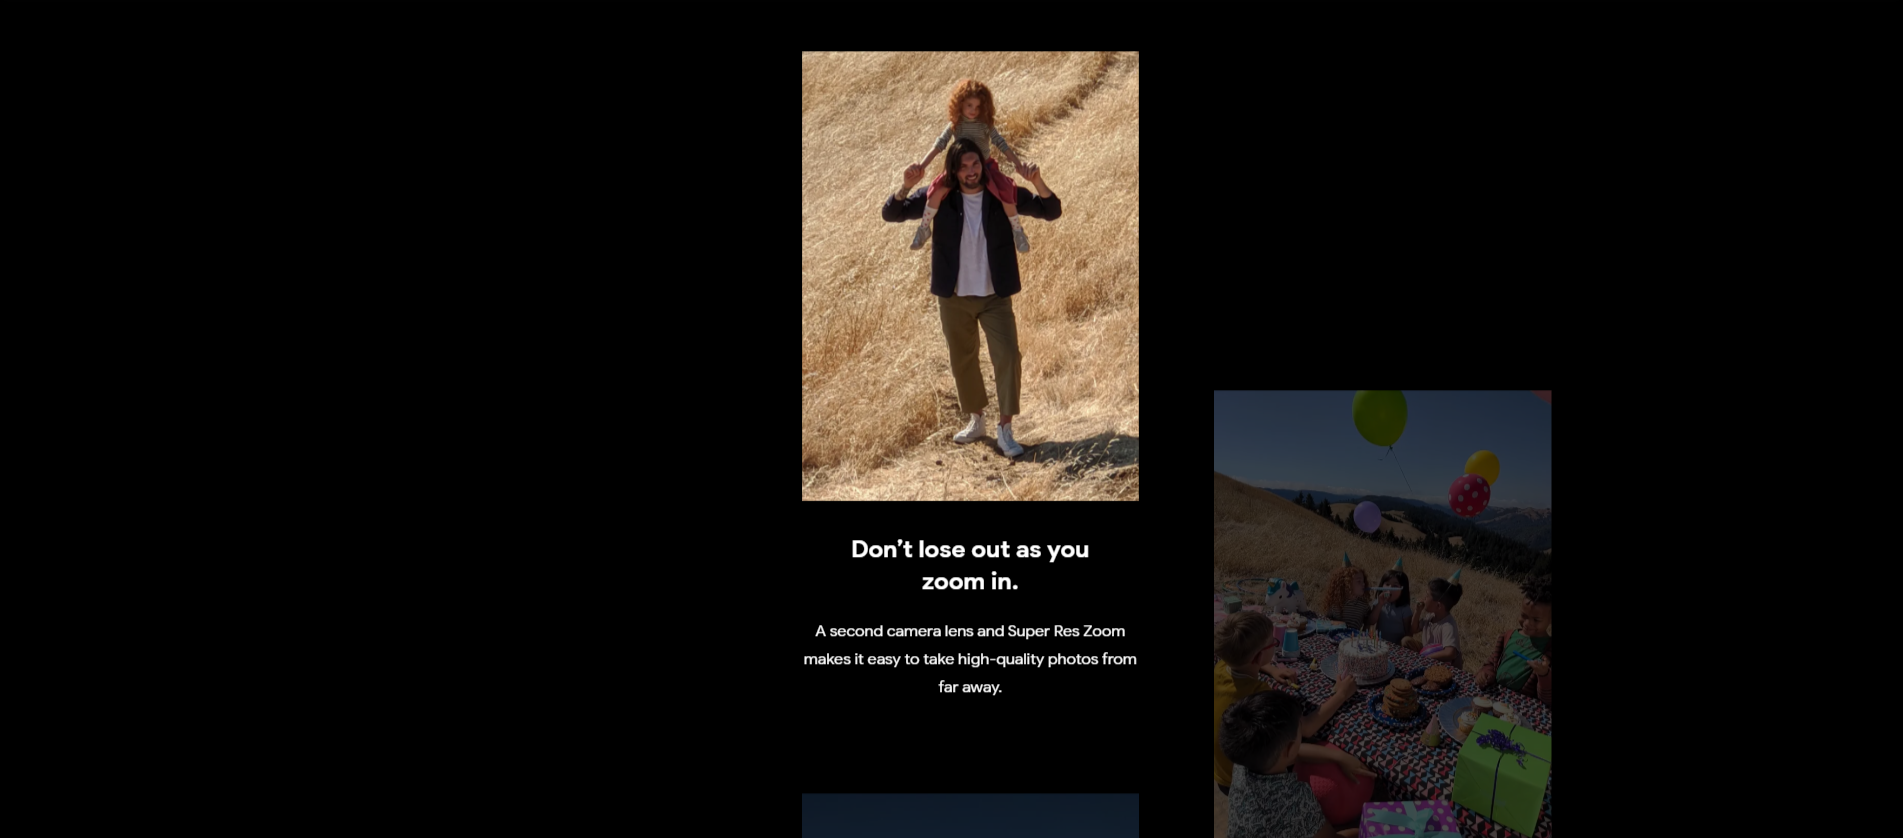 Don’t lose out as you
zoom in.
A second camera lens and Super Res Zoom
makes it easy to take high-quality photos from
far away.